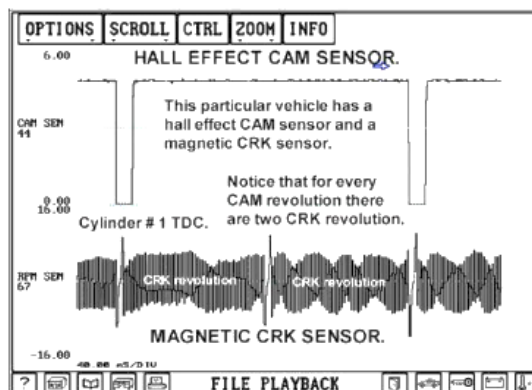 OPTIONS SCROLL CTRL ZOOM INFO
6.00 HALL EFFECT CAM SENSOR.
This particular vehicle has a
hall effect CAM sensor and a
magnetic CRK sensor.
CAM SEN
44
Notice that for every
CAM revolution there
are two CRK revolution.
0.00
16.00
Cylinder # 1 TDC.
RPM SEN
67
CRK revolution CRK revolution
MAGNETIC CRK SENSOR.
-16.00
40.00 mS/DIV
? FILE PLAYBACK